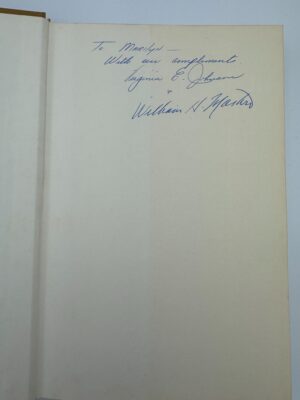 To Marilyn —
With our compliments.
Virginia E. Johnson
&
William H. Masters